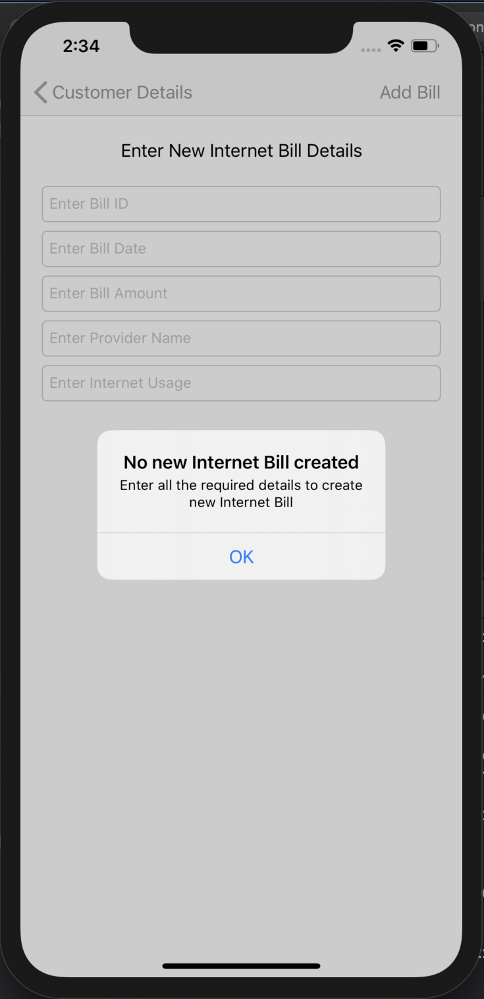 2:34
Customer Details Add Bill
Enter New Internet Bill Details
Enter Bill ID
Enter Bill Date
Enter Bill Amount
Enter Provider Name
Enter Internet Usage
No new Internet Bill created
Enter all the required details to create
new Internet Bill
OK